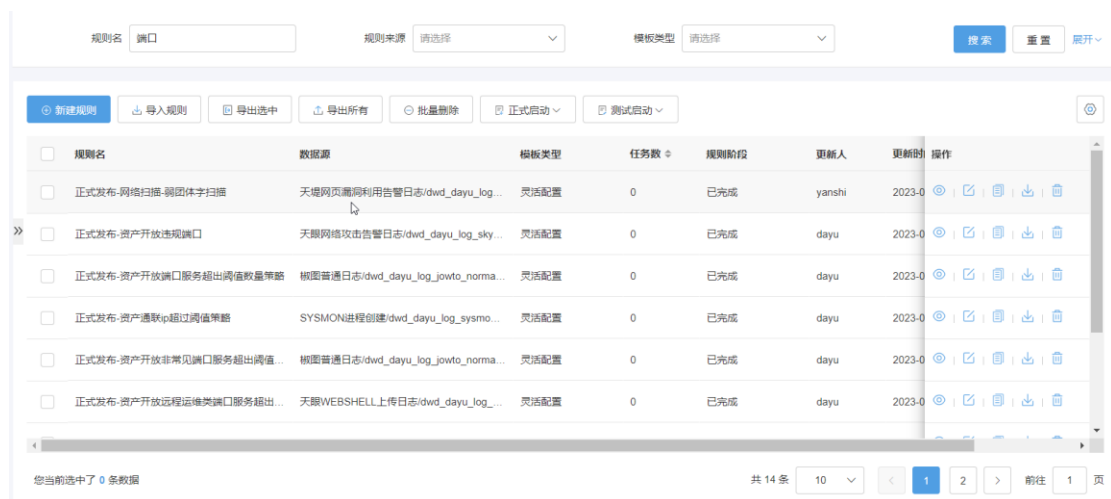 规则名 端口 规则来源 请选择 模板类型 请选择 搜索 重置 展开
新建规则 导入规则 导出选中 导出所有 批量删除 正式启动 测试启动
规则名 数据源 模板类型 任务数 规则阶段 更新人 更新时 操作
正式发布-网络扫描-弱团体字扫描 天堤网页漏洞利用告警日志/dwd_dayu_log... 灵活配置 0 已完成 yanshi 2023-0
正式发布-资产开放违规端口 天眼网络攻击告警日志/dwd_dayu_log_sky... 灵活配置 0 已完成 dayu 2023-0
正式发布-资产开放端口服务超出阈值数量策略 椒图普通日志/dwd_dayu_log_jowto_norma... 灵活配置 0 已完成 dayu 2023-0
正式发布-资产通联ip超过阈值策略 SYSMON进程创建/dwd_dayu_log_sysmo... 灵活配置 0 已完成 dayu 2023-0
正式发布-资产开放非常见端口服务超出阈值... 椒图普通日志/dwd_dayu_log_jowto_norma... 灵活配置 0 已完成 dayu 2023-0
正式发布-资产开放远程运维类端口服务超出... 天眼WEBSHELL上传日志/dwd_dayu_log_... 灵活配置 0 已完成 dayu 2023-0
您当前选中了 0 条数据 共 14 条 10 1 2 前往 1 页